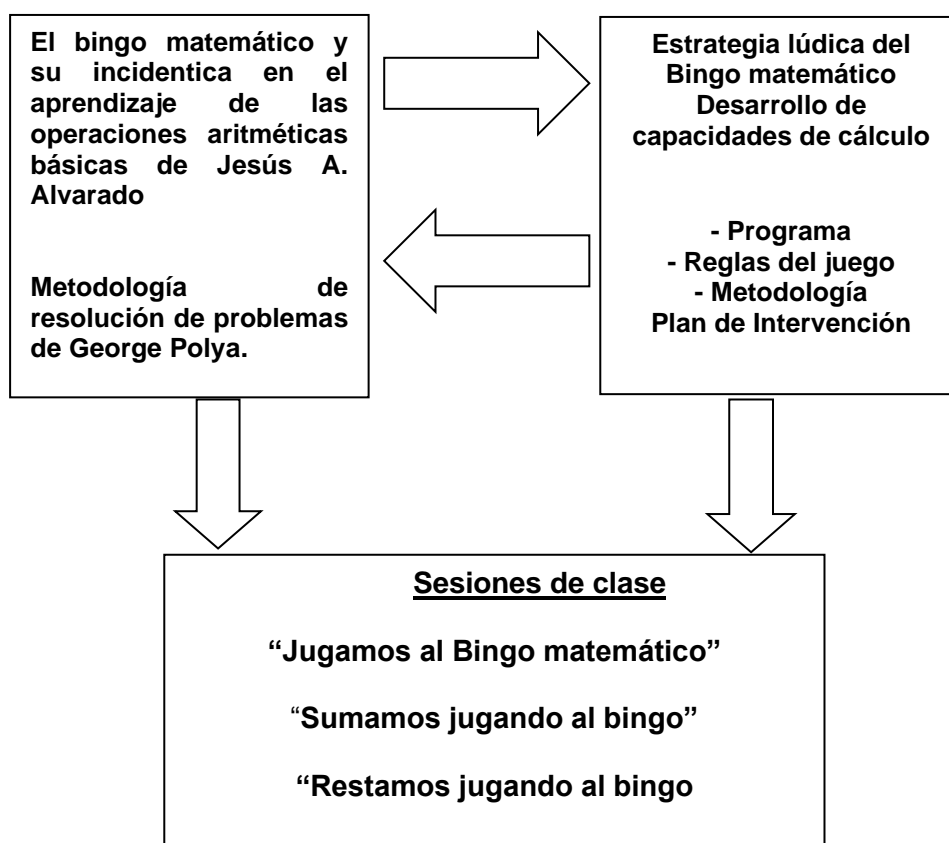 El bingo matemático y
su incidentica en el
aprendizaje de las
operaciones aritméticas
básicas de Jesús A.
Alvarado
Metodología de
resolución de problemas
de George Polya.
Estrategia lúdica del
Bingo matemático
Desarrollo de
capacidades de cálculo
- Programa
- Reglas del juego
- Metodología
Plan de Intervención
Sesiones de clase
“Jugamos al Bingo matemático”
“Sumamos jugando al bingo”
“Restamos jugando al bingo